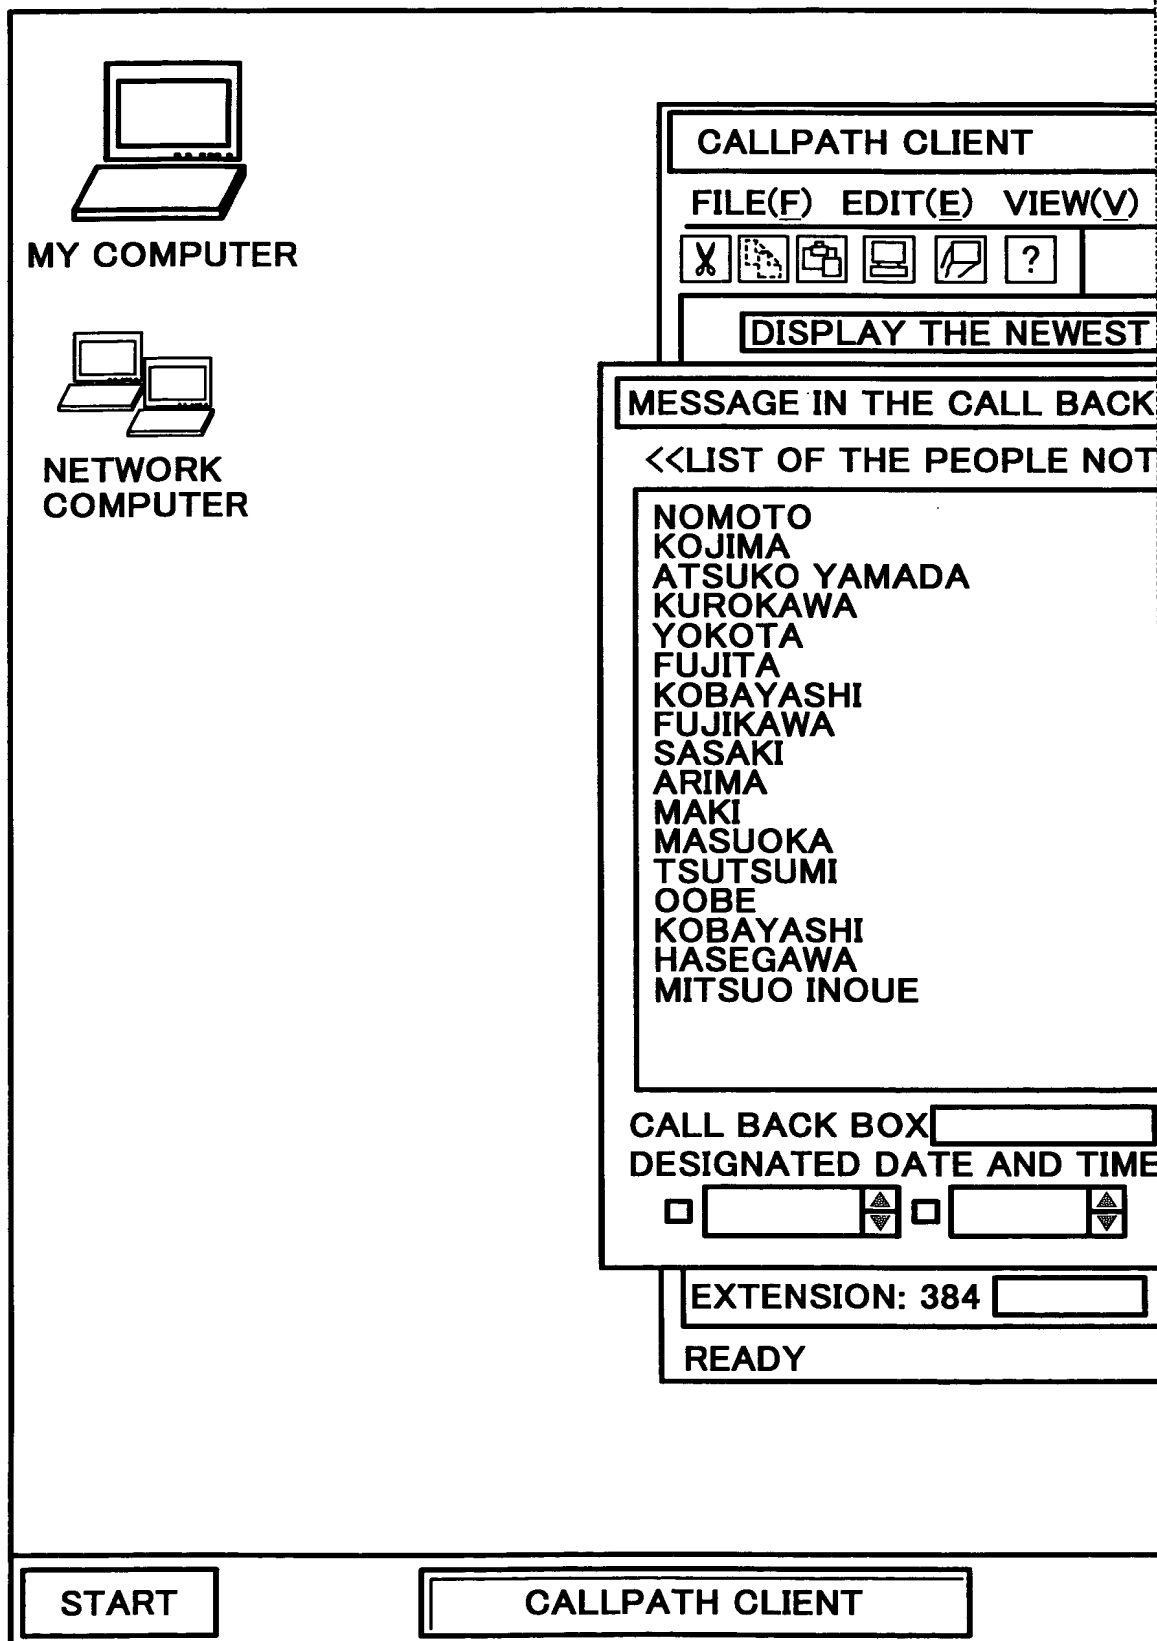 MY COMPUTER
NETWORK
COMPUTER
CALLPATH CLIENT
FILE(F) EDIT(E) VIEW(V)
?
DISPLAY THE NEWEST
MESSAGE IN THE CALL BACK
<<LIST OF THE PEOPLE NOT
NOMOTO
KOJIMA
ATSUKO YAMADA
KUROKAWA
YOKOTA
FUJITA
KOBAYASHI
FUJIKAWA
SASAKI
ARIMA
MAKI
MASUOKA
TSUTSUMI
OOBE
KOBAYASHI
HASEGAWA
MITSUO INOUE
CALL BACK BOX
DESIGNATED DATE AND TIME
EXTENSION: 384
READY
START
CALLPATH CLIENT